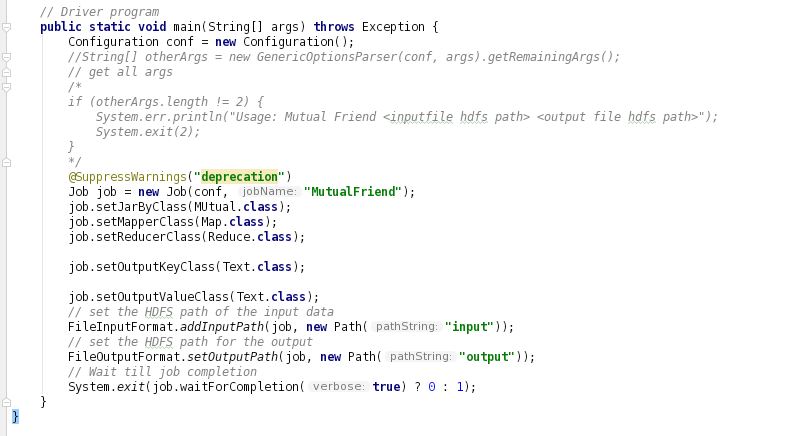 // Driver program
public static void main(String[] args) throws Exception {
Configuration conf = new Configuration();
//String[] otherArgs = new GenericOptionsParser(conf, args).getRemainingArgs();
// get all args
/*
if (otherArgs.length != 2) {
System.err.println("Usage: Mutual Friend <inputfile hdfs path> <output file hdfs path>");
System.exit(2);
}
*/
@SuppressWarnings("deprecation")
Job job = new Job(conf, jobName: "MutualFriend");
job.setJarByClass(MUtual.class);
job.setMapperClass(Map.class);
job.setReducerClass(Reduce.class);
job.setOutputKeyClass(Text.class);
job.setOutputValueClass(Text.class);
// set the HDFS path of the input data
FileInputFormat.addInputPath(job, new Path( pathString: "input"));
// set the HDFS path for the output
FileOutputFormat.setOutputPath(job, new Path( pathString: "output"));
// Wait till job completion
System.exit(job.waitForCompletion( verbose: true) ? 0 : 1);
}
}